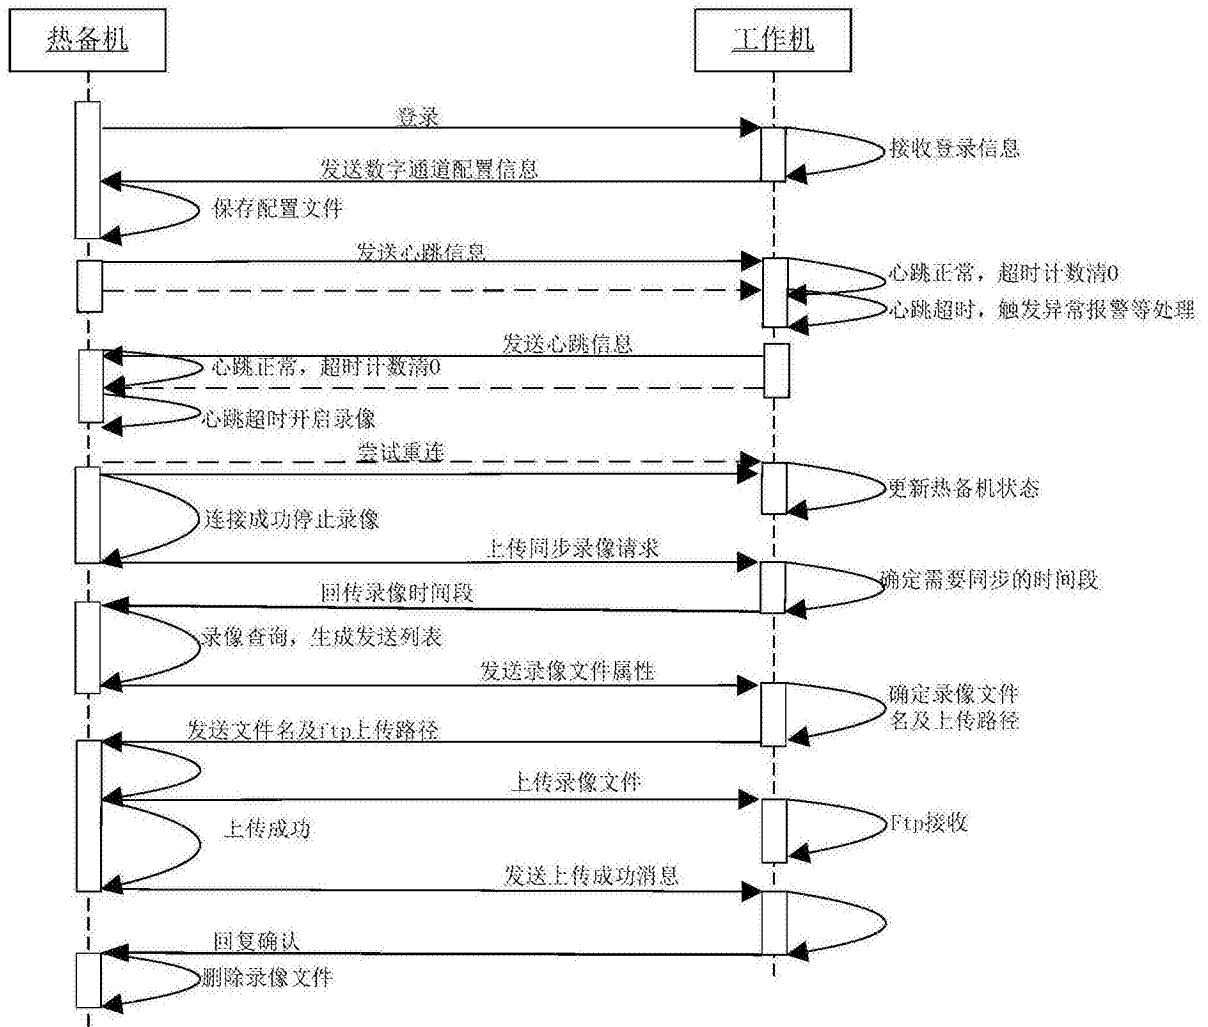 热备机
工作机
登录
接收登录信息
发送数字通道配置信息
保存配置文件
发送心跳信息
心跳正常，超时计数清0
心跳超时，触发异常报警等处理
发送心跳信息
心跳正常，超时计数清0
心跳超时开启录像
尝试重连
更新热备机状态
连接成功停止录像
上传同步录像请求
确定需要同步的时间段
回传录像时间段
录像查询，生成发送列表
发送录像文件属性
确定录像文件
名及上传路径
发送文件名及ftp上传路径
上传录像文件
Ftp接收
上传成功
发送上传成功消息
回复确认
删除录像文件